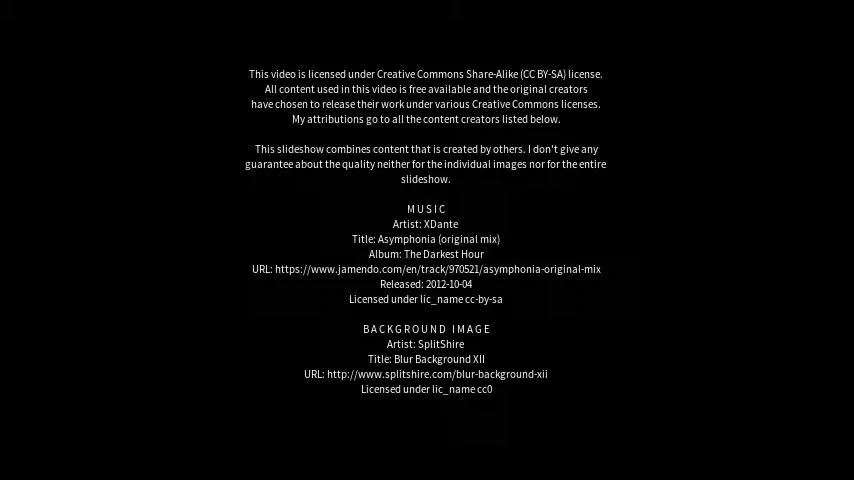 This video is licensed under Creative Commons Share-Alike (CC BY-SA) license.
All content used in this video is free available and the original creators
have chosen to release their work under various Creative Commons licenses.
My attributions go to all the content creators listed below.
This slideshow combines content that is created by others. I don't give any
guarantee about the quality neither for the individual images nor for the entire
slideshow.
MUSIC
Artist: XDante
Title: Asymphonia (original mix)
Album: The Darkest Hour
URL: https://www.jamendo.com/en/track/970521/asymphonia-original-mix
Released: 2012-10-04
Licensed under lic_name cc-by-sa
BACKGROUND IMAGE
Artist: SplitShire
Title: Blur Background XII
URL: http://www.splitshire.com/blur-background-xii
Licensed under lic_name cc0